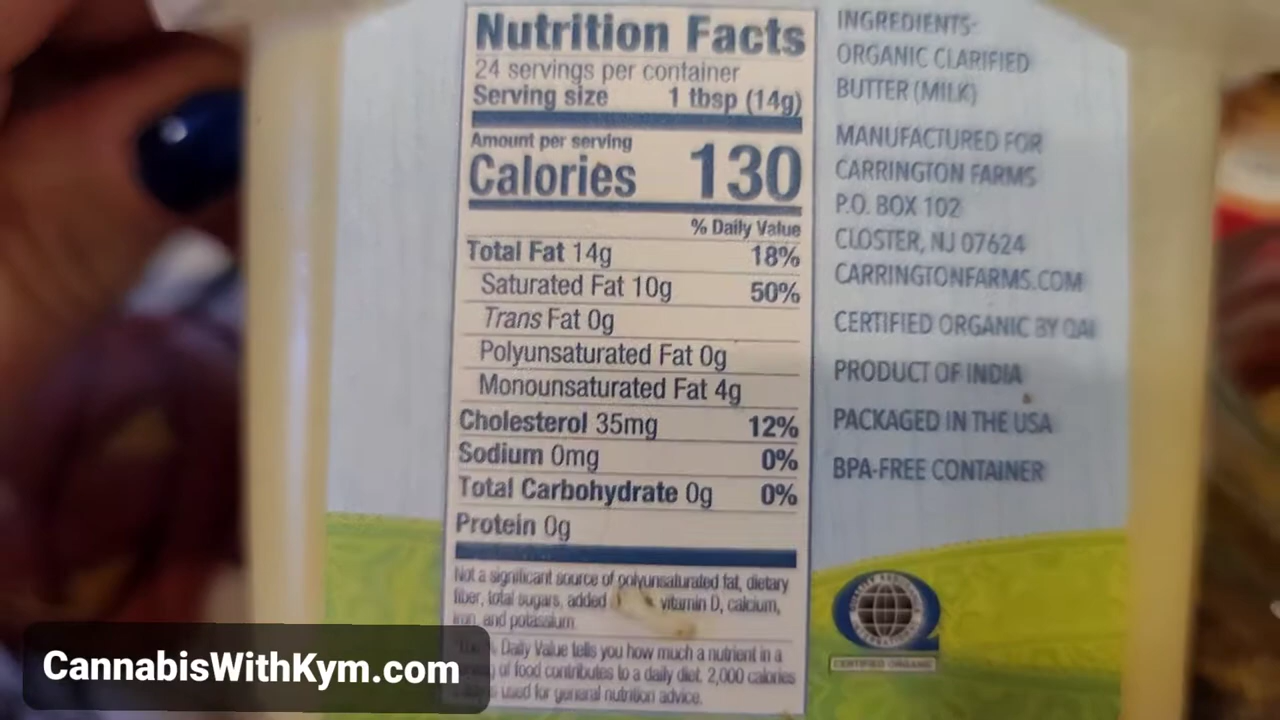 Nutrition Facts
24 servings per container
Serving size 1 tbsp (14g)
Amount per serving
Calories 130
% Daily Value
Total Fat 14g 18%
Saturated Fat 10g 50%
Trans Fat 0g
Polyunsaturated Fat 0g
Monounsaturated Fat 4g
Cholesterol 35mg 12%
Sodium 0mg 0%
Total Carbohydrate 0g 0%
Protein 0g
Not a significant source of polyunsaturated fat, dietary
fiber, total sugars, added vitamin D, calcium,
iron, and potassium
% Daily Value tells you how much a nutrient in a
of food contributes to a daily diet. 2,000 calories
used for general nutrition advice.
INGREDIENTS:
ORGANIC CLARIFIED
BUTTER (MILK)
MANUFACTURED FOR
CARRINGTON FARMS
P.O. BOX 102
CLOSTER, NJ 07624
CARRINGTONFARMS.COM
CERTIFIED ORGANIC BY QAI
PRODUCT OF INDIA
PACKAGED IN THE USA
BPA-FREE CONTAINER
CERTIFIED ORGANIC
CannabisWithKym.com